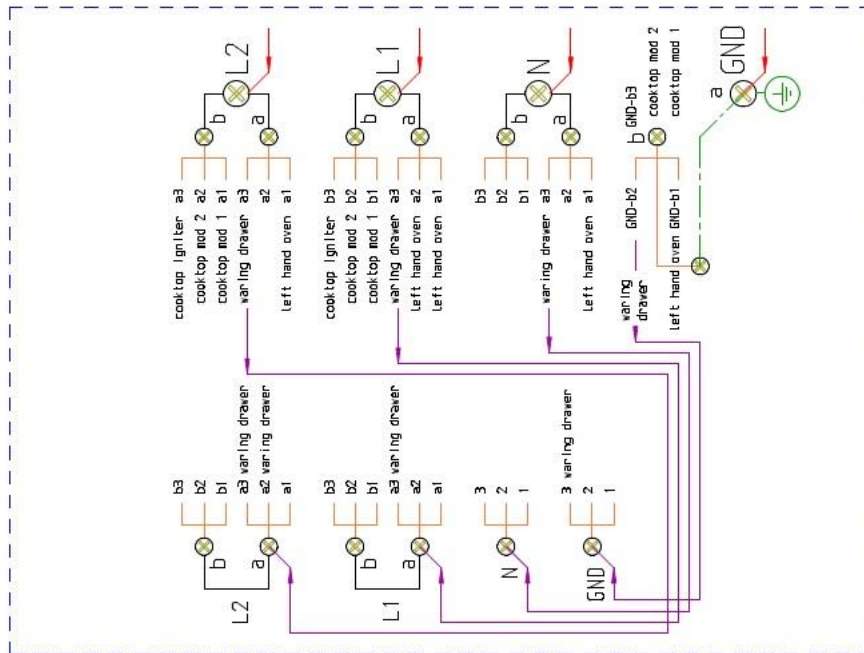 L2
b
a
cooktop igniter a3
cooktop mod 2 a2
cooktop mod 1 a1
waring drawer a3
a2
left hand oven a1
L1
b
a
cooktop igniter b3
cooktop mod 2 b2
cooktop mod 1 b1
waring drawer a3
left hand oven a2
left hand oven a1
N
b
a
b3
b2
b1
waring drawer a3
a2
left hand oven a1
GND
a
b
GND-b3
cooktop mod 2
cooktop mod 1
GND-b2
waring
drawer
left hand oven GND-b1
b3
b2
b1
a3 waring drawer
a2 waring drawer
a1
b
a
L2
b3
b2
b1
a3 waring drawer
a2
a1
b
a
L1
3
2
1
N
3 waring drawer
2
1
GND